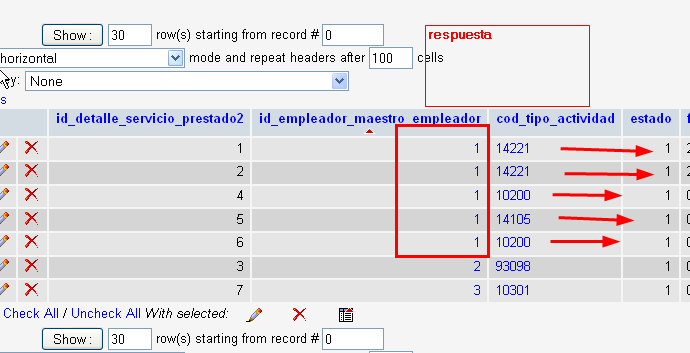 Show : 30 row(s) starting from record # 0
respuesta
horizontal mode and repeat headers after 100 cells
ey: None
s
id_detalle_servicio_prestado2 id_empleador_maestro_empleador cod_tipo_actividad estado f
1 1 14221 1 2
2 1 14221 1 2
4 1 10200 1 0
5 1 14105 1 0
6 1 10200 1 0
3 2 93098 1 0
7 3 10301 1 0
Check All / Uncheck All With selected:
Show : 30 row(s) starting from record # 0